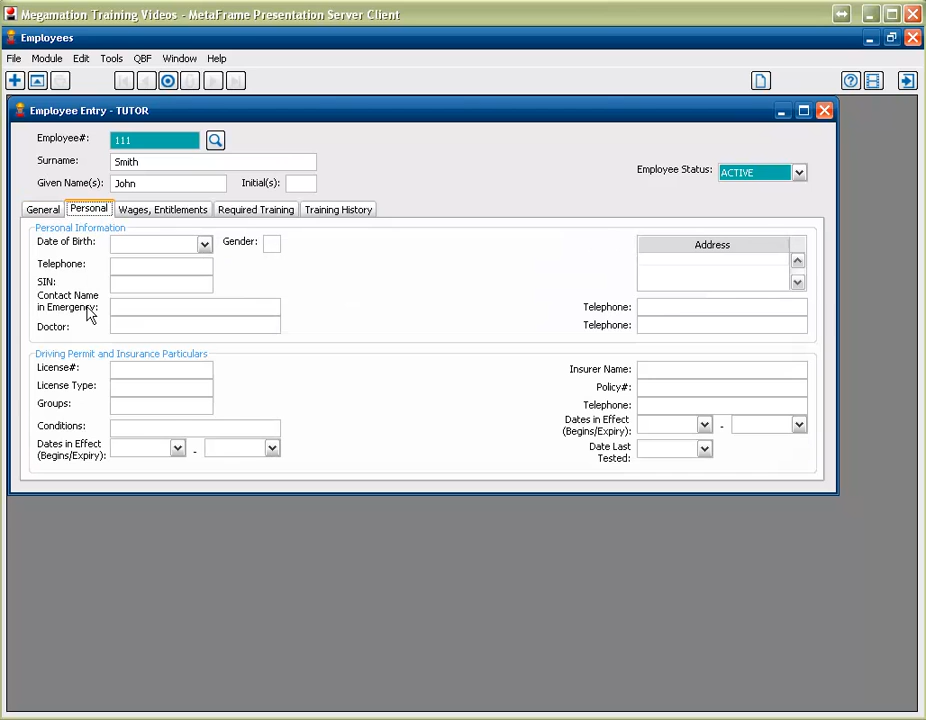 Megamation Training Videos - MetaFrame Presentation Server Client
Employees
File Module Edit Tools QBF Window Help
Employee Entry - TUTOR
Employee#: 111
Surname: Smith
Employee Status: ACTIVE
Given Name(s): John Initial(s):
General Personal Wages, Entitlements Required Training Training History
Personal Information
Date of Birth: Gender: Address
Telephone:
SIN:
Contact Name
in Emergency: Telephone:
Doctor: Telephone:
Driving Permit and Insurance Particulars
License#: Insurer Name:
License Type: Policy#:
Groups: Telephone:
Conditions: Dates in Effect
(Begins/Expiry): -
Dates in Effect
(Begins/Expiry): - Date Last
Tested: